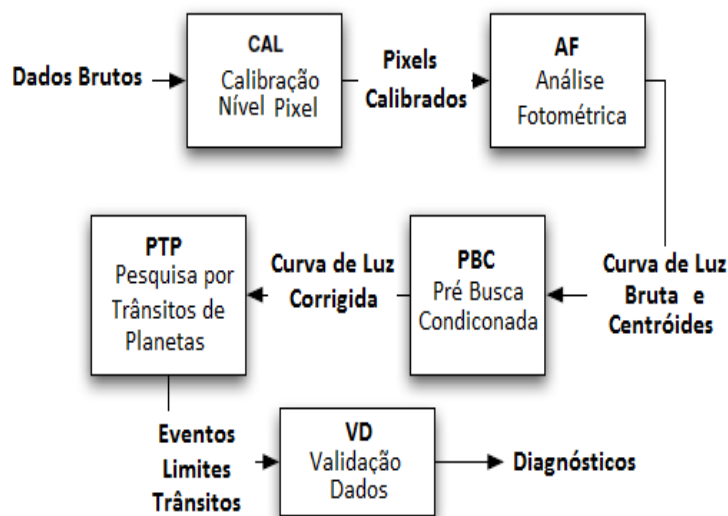 Dados Brutos
CAL
Calibração
Nível Pixel
Pixels
Calibrados
AF
Análise
Fotométrica
Curva de Luz
Bruta e
Centróides
PBC
Pré Busca
Condiconada
Curva de Luz
Corrigida
PTP
Pesquisa por
Trânsitos de
Planetas
Eventos
Limites
Trânsitos
VD
Validação
Dados
Diagnósticos